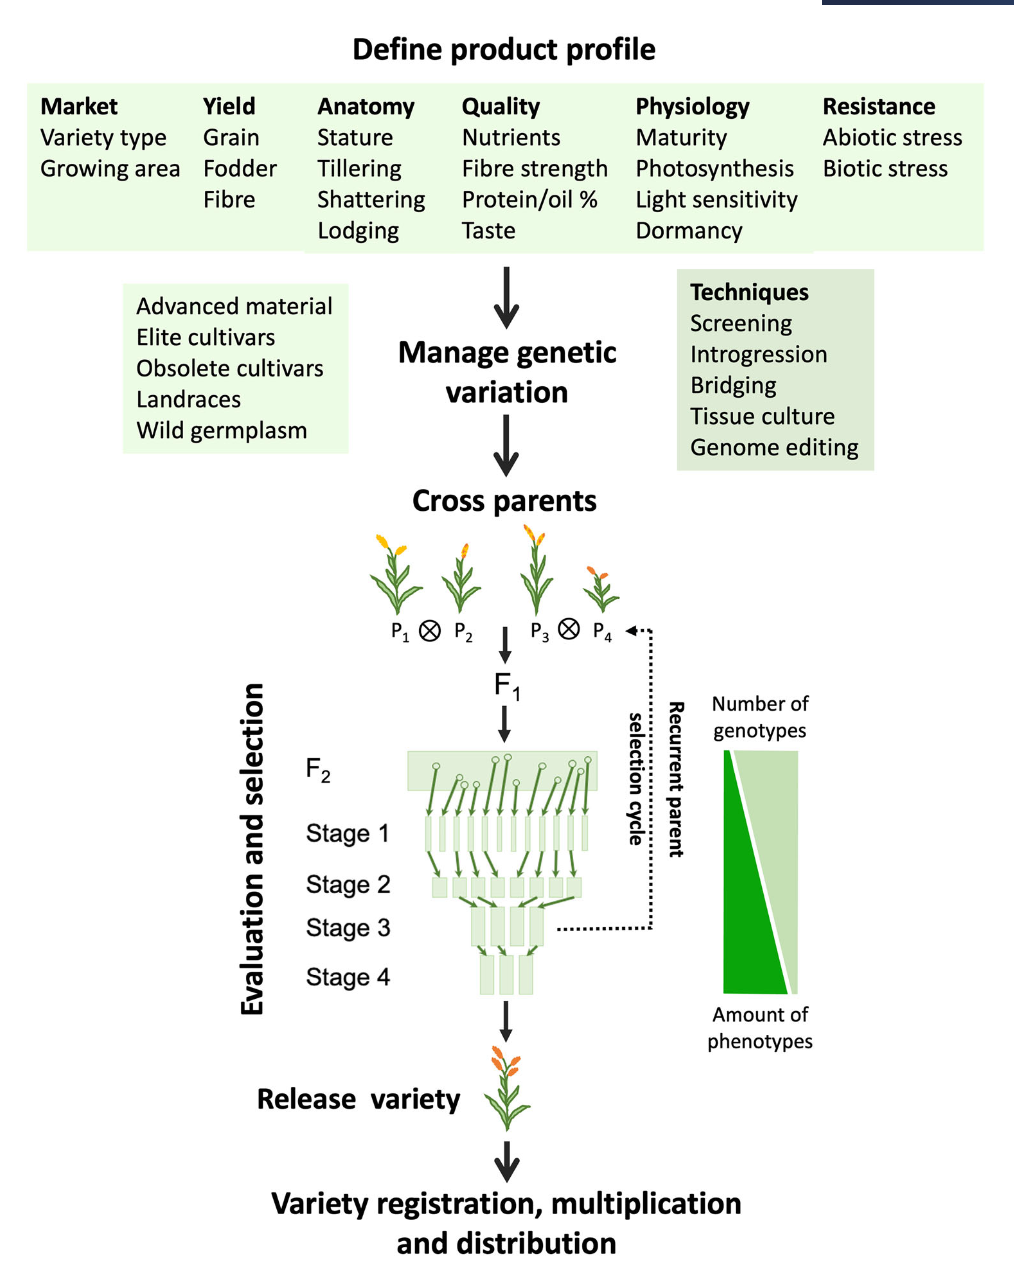 Define product profile
Market
Variety type
Growing area
Yield
Grain
Fodder
Fibre
Anatomy
Stature
Tillering
Shattering
Lodging
Quality
Nutrients
Fibre strength
Protein/oil %
Taste
Physiology
Maturity
Photosynthesis
Light sensitivity
Dormancy
Resistance
Abiotic stress
Biotic stress
Advanced material
Elite cultivars
Obsolete cultivars
Landraces
Wild germplasm
Manage genetic
variation
Techniques
Screening
Introgression
Bridging
Tissue culture
Genome editing
Cross parents
P₁ ⊗ P₂
P₃ ⊗ P₄
F₁
Evaluation and selection
F₂
Stage 1
Stage 2
Stage 3
Stage 4
Recurrent parent
selection cycle
Number of
genotypes
Amount of
phenotypes
Release variety
Variety registration, multiplication
and distribution